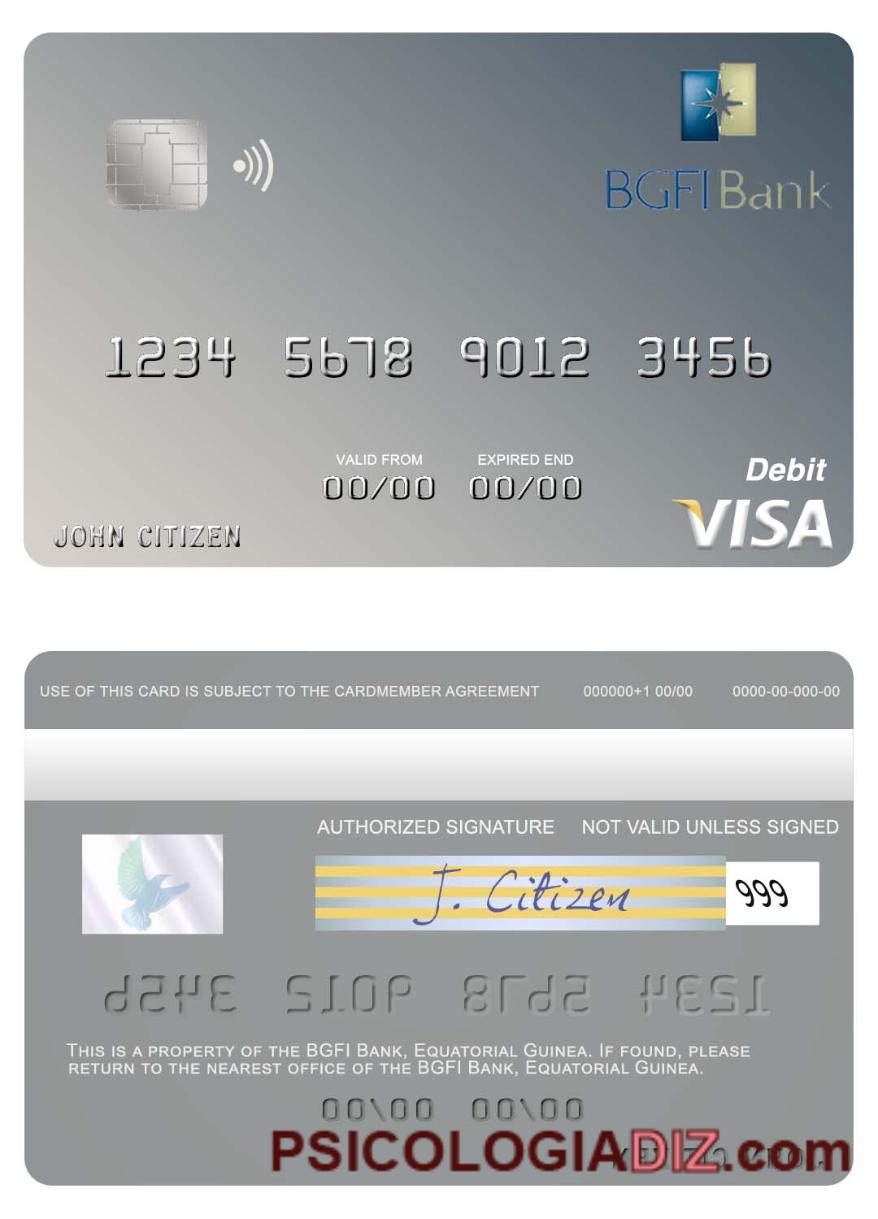 BGFI Bank
1234 5678 9012 3456
VALID FROM EXPIRED END
00/00 00/00
Debit
VISA
JOHN CITIZEN
USE OF THIS CARD IS SUBJECT TO THE CARDMEMBER AGREEMENT 000000+1 00/00 0000-00-000-00
AUTHORIZED SIGNATURE NOT VALID UNLESS SIGNED
J. Citizen 999
THIS IS A PROPERTY OF THE BGFI BANK, EQUATORIAL GUINEA. IF FOUND, PLEASE
RETURN TO THE NEAREST OFFICE OF THE BGFI BANK, EQUATORIAL GUINEA.
00\00 00\00
PSICOLOGIADIZ.com